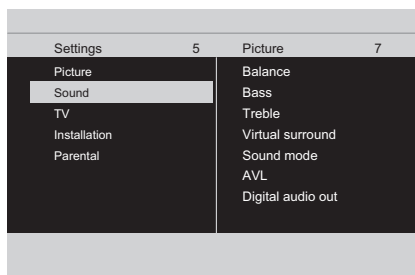 Settings 5 Picture 7
Picture
Sound
TV
Installation
Parental
Balance
Bass
Treble
Virtual surround
Sound mode
AVL
Digital audio out